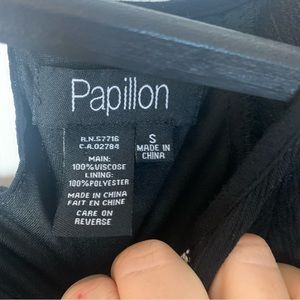 Papillon
R.N.57716
C-A.02784
MAIN:
100%VISCOSE
LINING:
100%POLYESTER
MADE IN CHINA
FAIT EN CHINE
CARE ON
REVERSE
S
MADE IN
CHINA